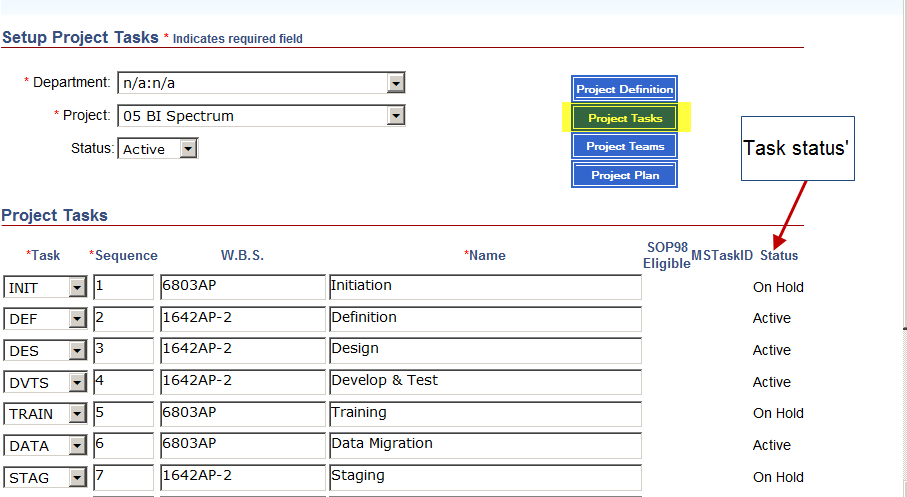 Setup Project Tasks * Indicates required field
* Department: n/a:n/a
* Project: 05 BI Spectrum
Status: Active
Project Definition
Project Tasks
Project Teams
Project Plan
Task status'
Project Tasks
*Task *Sequence W.B.S. *Name SOP98 Eligible MSTaskID Status
INIT 1 6803AP Initiation On Hold
DEF 2 1642AP-2 Definition Active
DES 3 1642AP-2 Design Active
DVTS 4 1642AP-2 Develop & Test Active
TRAIN 5 6803AP Training On Hold
DATA 6 6803AP Data Migration Active
STAG 7 1642AP-2 Staging On Hold